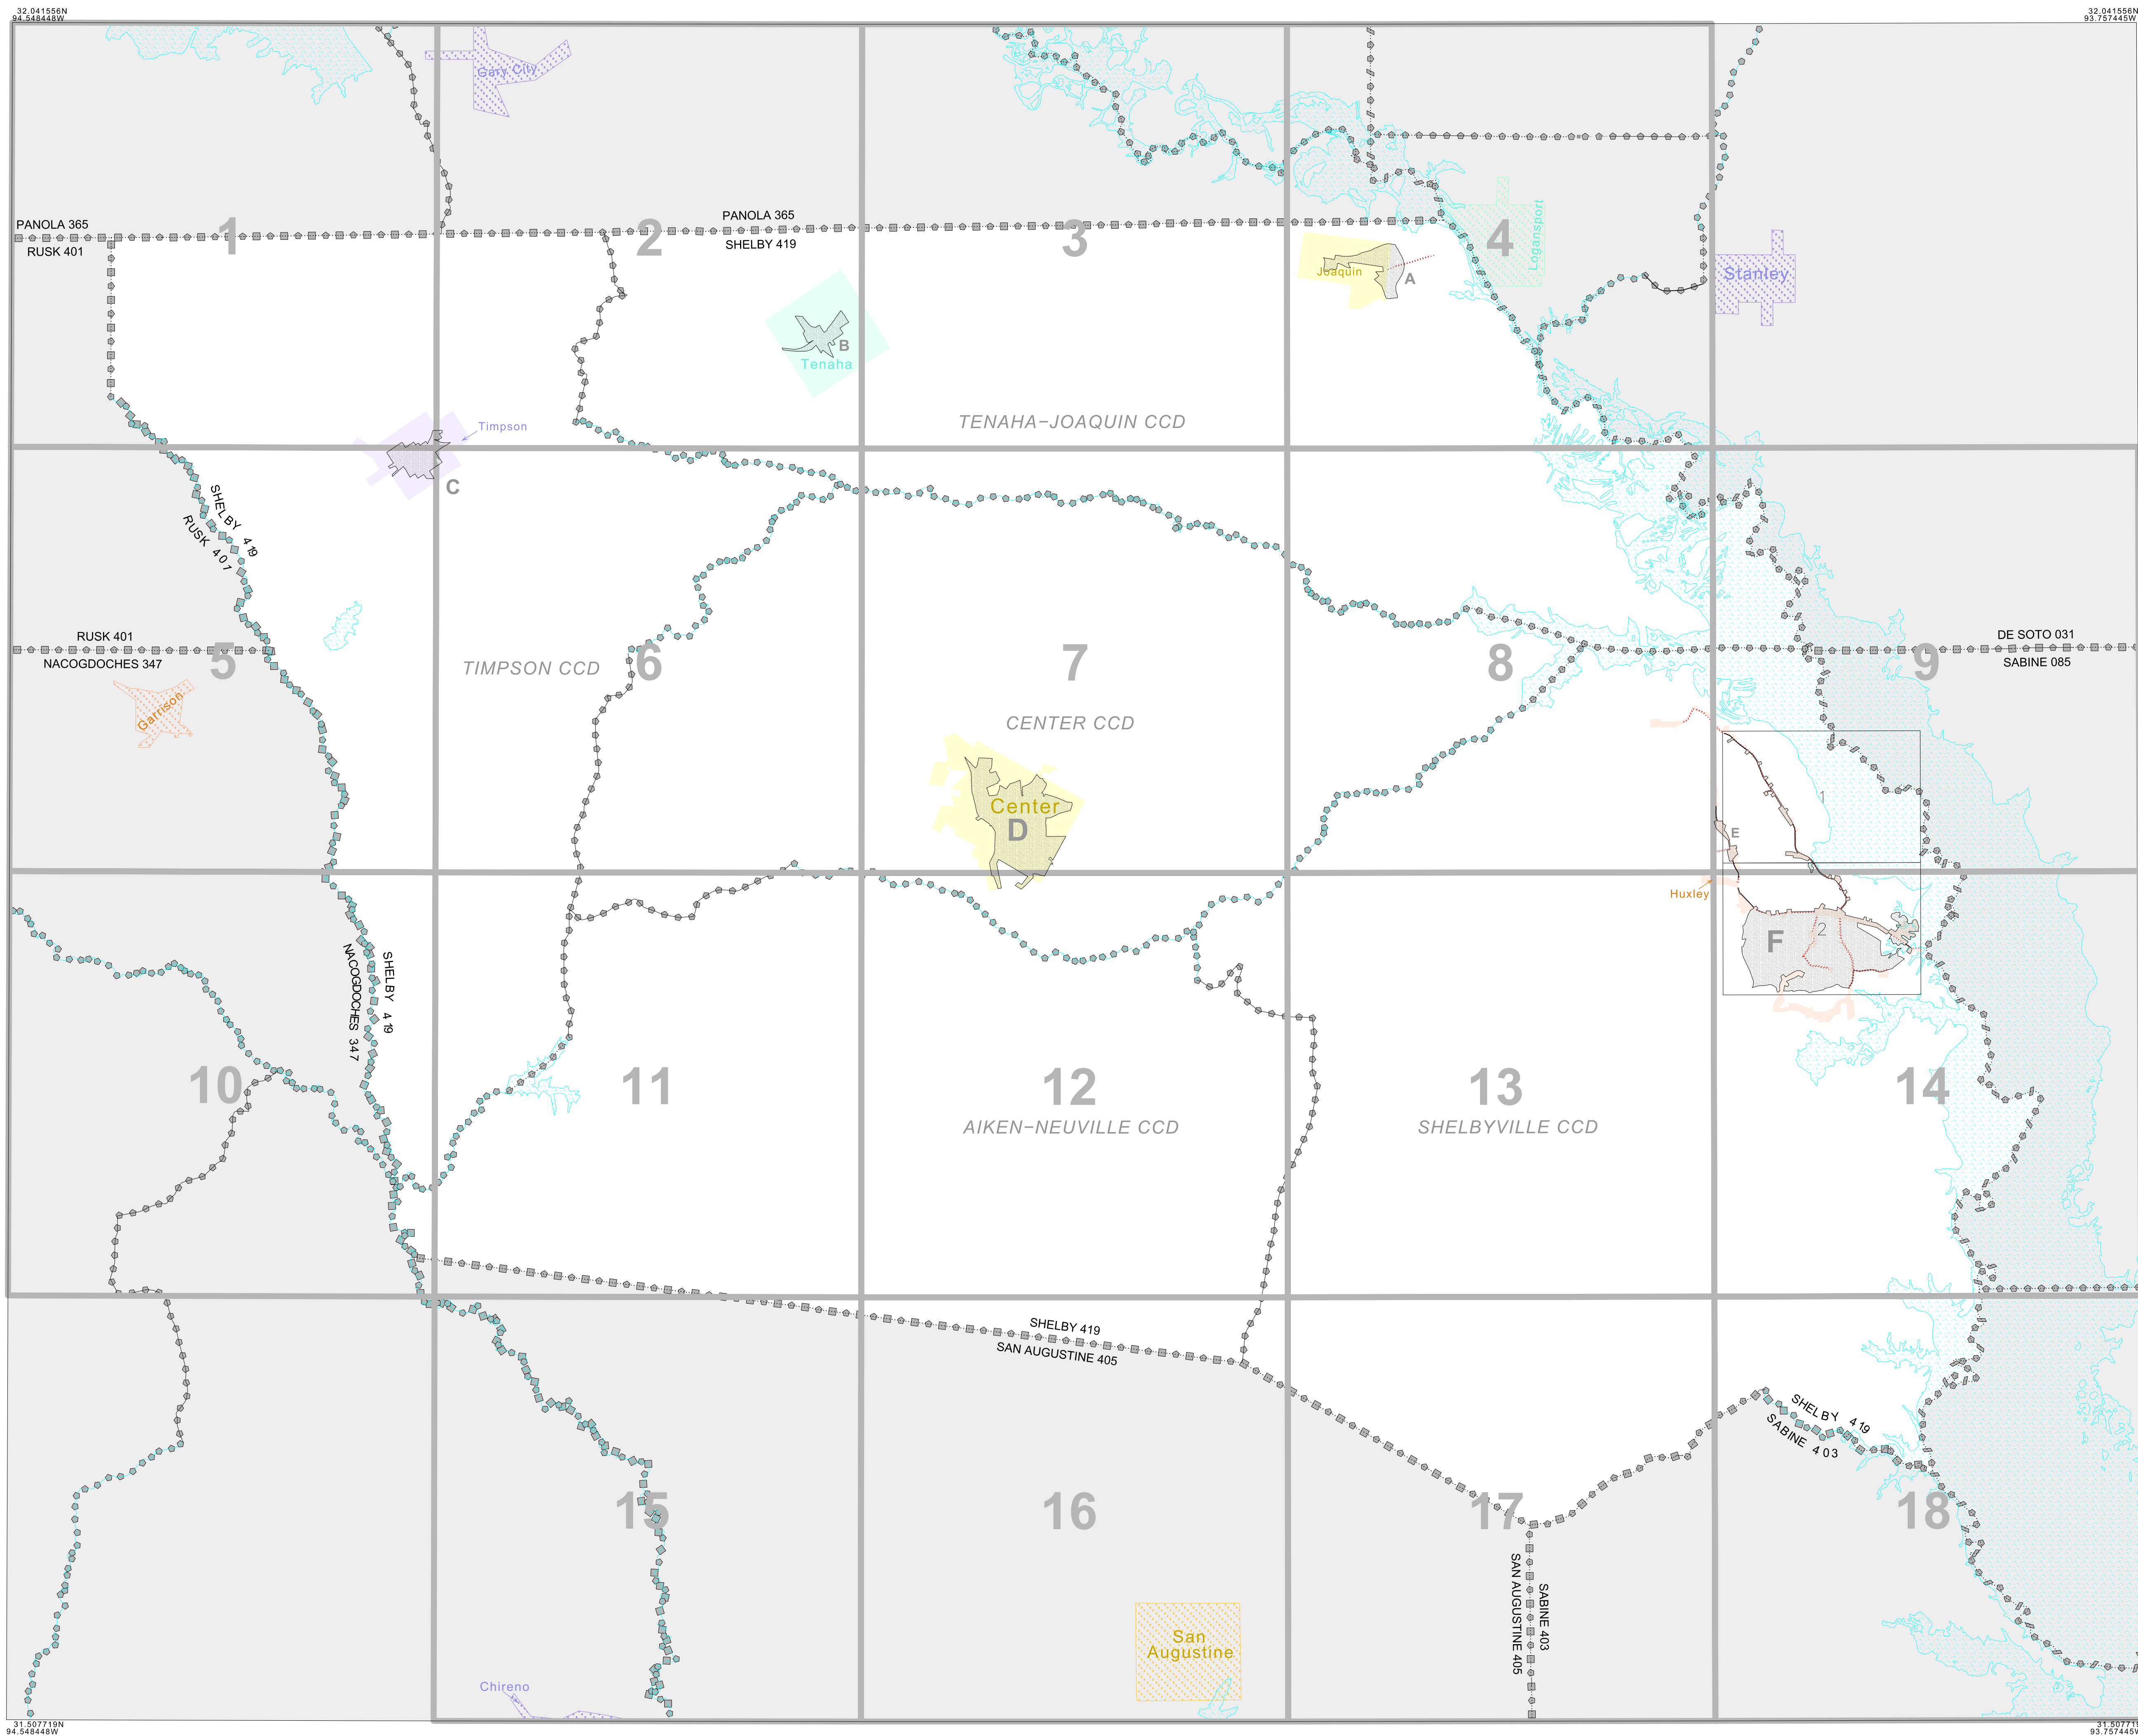 32.041556N
94.548448W
32.041556N
93.757445W
Gary City
PANOLA 365
RUSK 401
1
2
PANOLA 365
SHELBY 419
3
4
Logansport
Joaquin
A
Stanley
B
Tenaha
Timpson
TENAHA-JOAQUIN CCD
C
SHELBY 419
RUSK 401
RUSK 401
NACOGDOCHES 347
5
TIMPSON CCD
6
7
8
9
DE SOTO 031
SABINE 085
Garrison
CENTER CCD
Center
D
1
E
Huxley
F
2
SHELBY 419
NACOGDOCHES 347
10
11
12
13
14
AIKEN-NEUVILLE CCD
SHELBYVILLE CCD
SHELBY 419
SAN AUGUSTINE 405
SHELBY 419
SABINE 403
15
16
17
18
SAN AUGUSTINE 405
SABINE 403
San
Augustine
Chireno
31.507719N
94.548448W
31.507719
93.757445W